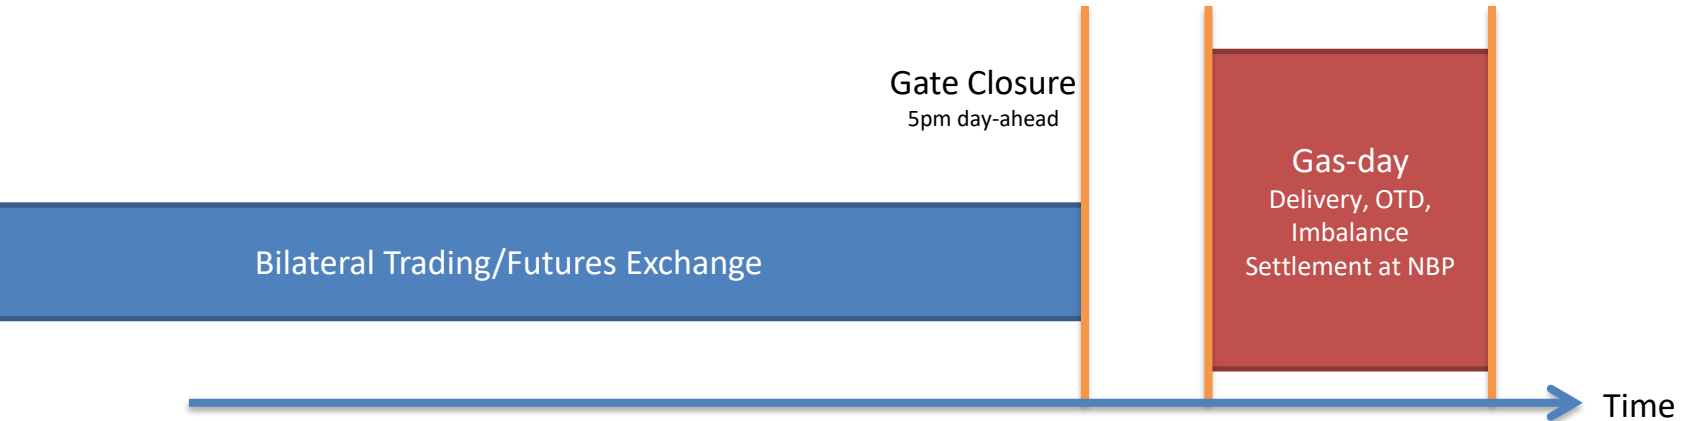 Gate Closure
5pm day-ahead
Gas-day
Delivery, OTD,
Imbalance
Settlement at NBP
Bilateral Trading/Futures Exchange
Time